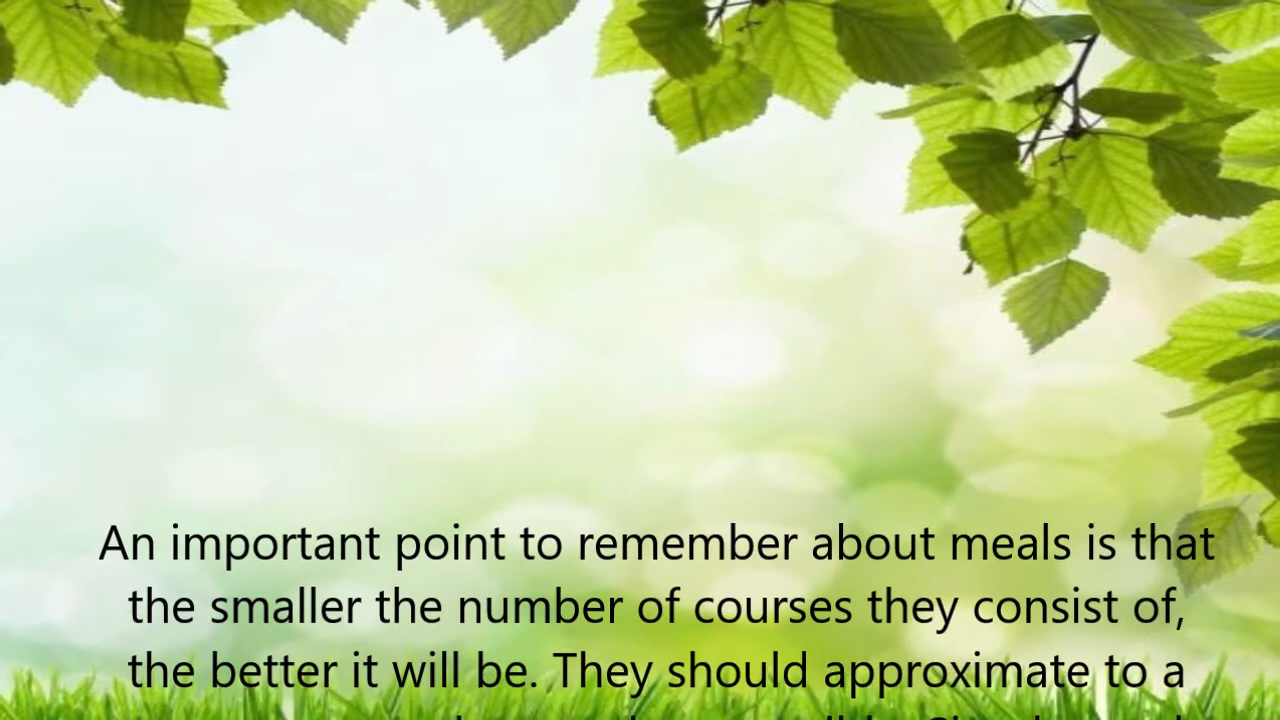 An important point to remember about meals is that
the smaller the number of courses they consist of,
the better it will be. They should approximate to a